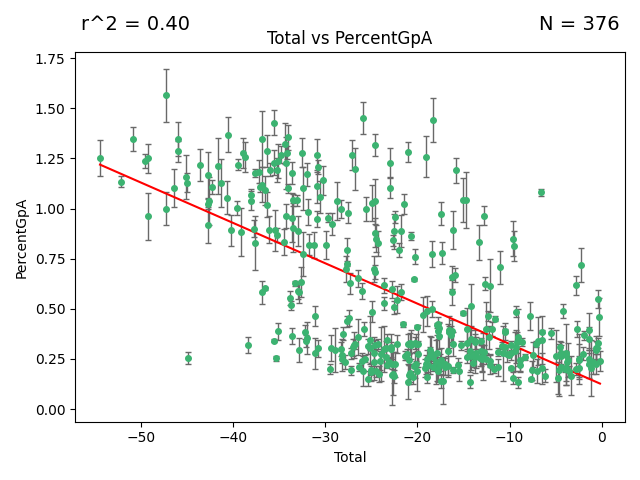 r^2 = 0.40
N = 376
Total vs PercentGpA
PercentGpA
1.75
1.50
1.25
1.00
0.75
0.50
0.25
0.00
−50
−40
−30
−20
−10
0
Total